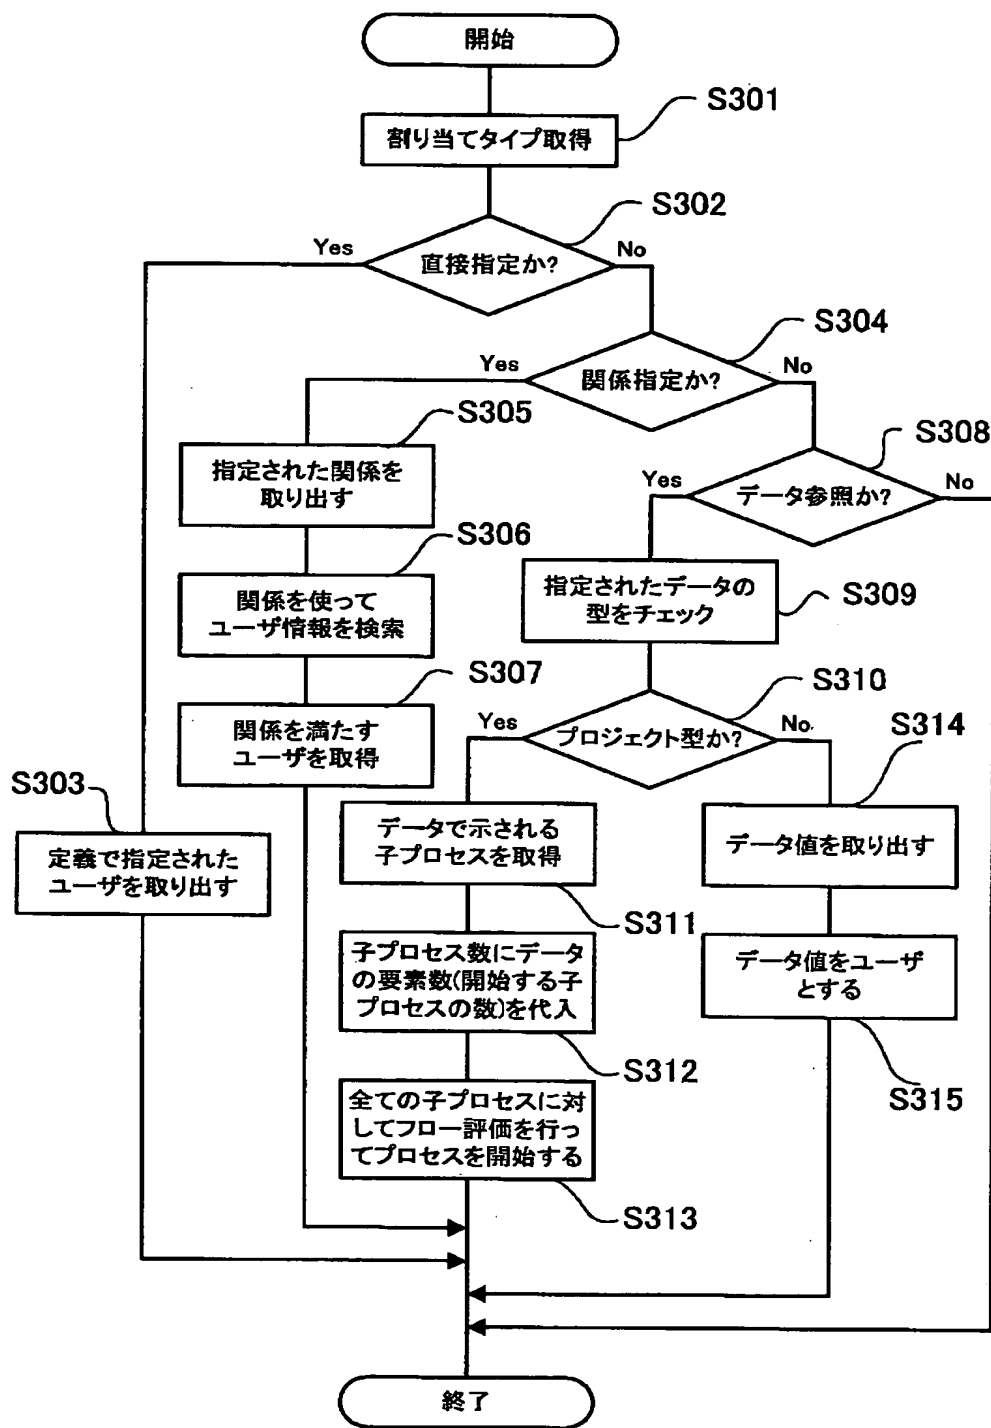 開始
S301
割り当てタイプ取得
S302
Yes
直接指定か?
No
S304
Yes
関係指定か?
No
S305
指定された関係を
取り出す
S308
Yes
データ参照か?
No
S306
関係を使って
ユーザ情報を検索
指定されたデータの
型をチェック
S309
S307
関係を満たす
ユーザを取得
S310
Yes
プロジェクト型か?
No
S303
定義で指定された
ユーザを取り出す
データで示される
子プロセスを取得
S311
S314
データ値を取り出す
子プロセス数にデータ
の要素数(開始する子
プロセスの数)を代入
S312
データ値をユーザ
とする
S315
全ての子プロセスに対
してフロー評価を行っ
てプロセスを開始する
S313
終了